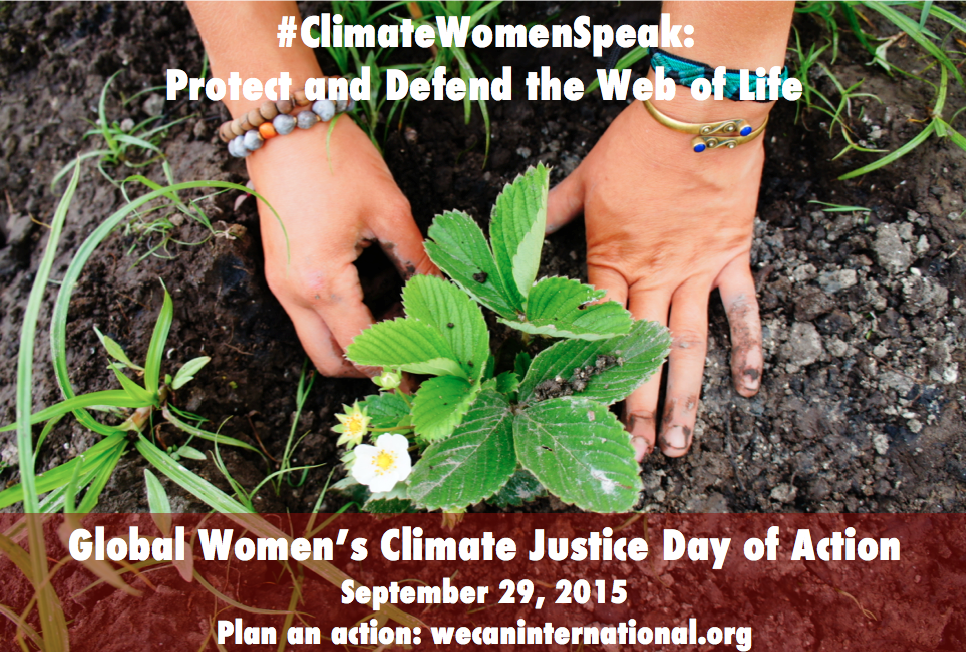 #ClimateWomenSpeak:
Protect and Defend the Web of Life
Global Women's Climate Justice Day of Action
September 29, 2015
Plan an action: wecaninternational.org